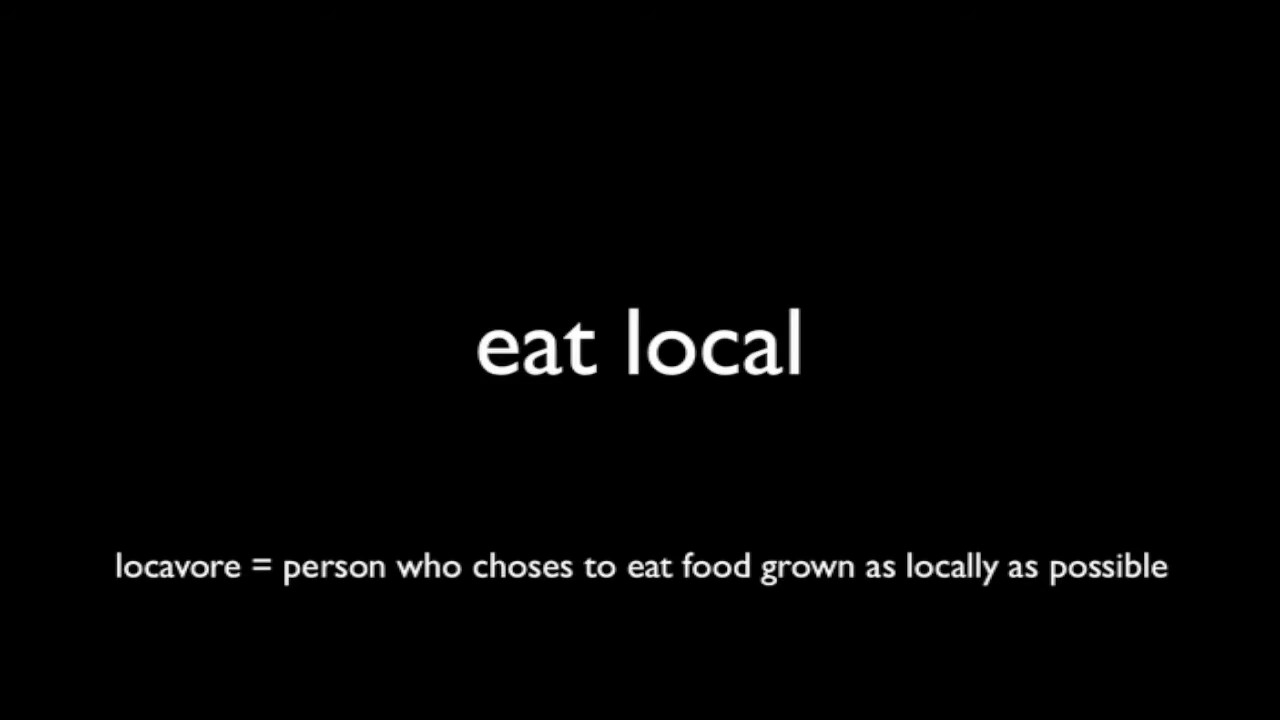 eat local
locavore = person who choses to eat food grown as locally as possible